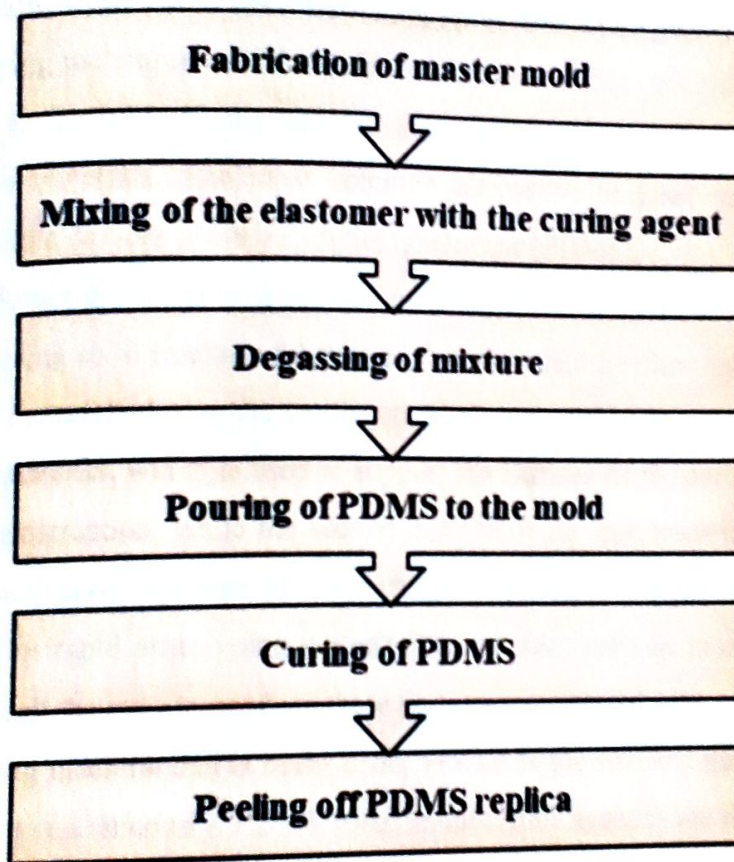 Fabrication of master mold
Mixing of the elastomer with the curing agent
Degassing of mixture
Pouring of PDMS to the mold
Curing of PDMS
Peeling off PDMS replica